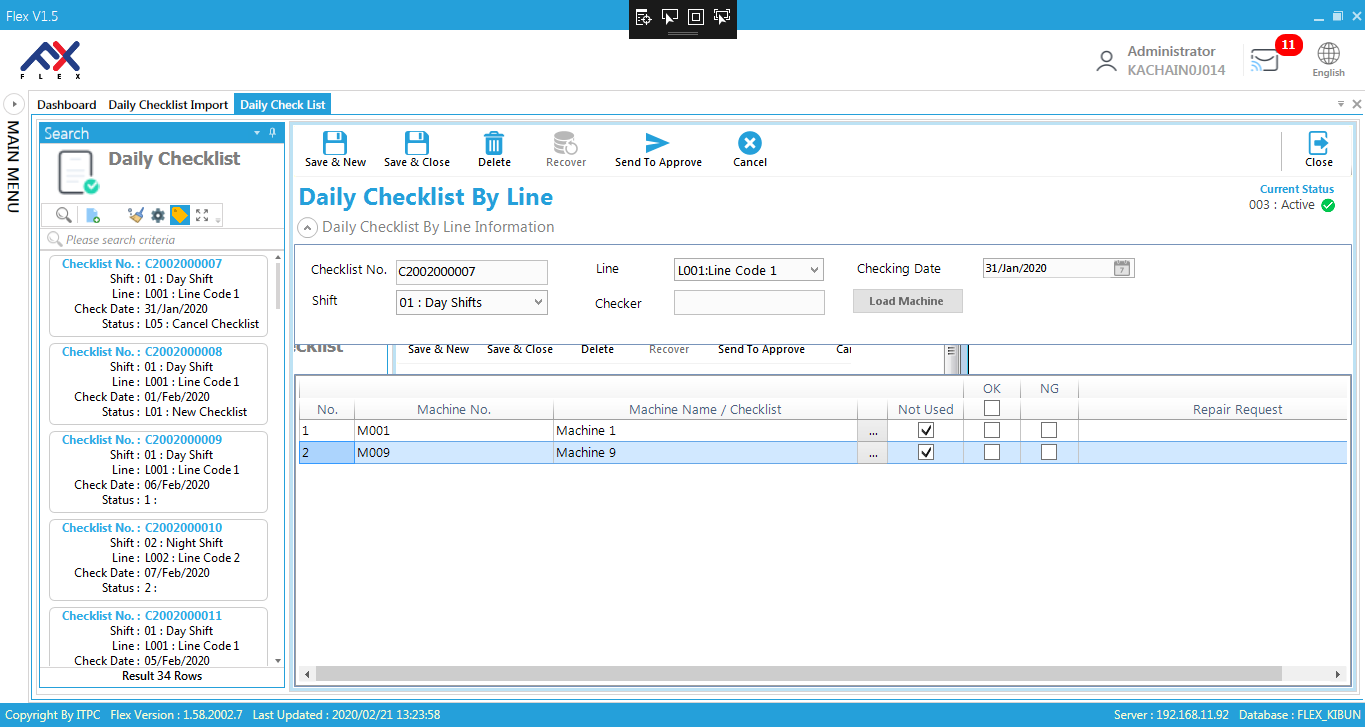 Flex V1.5
FLEX
Administrator
KACHAIN0J014
11
English
MAIN MENU
Dashboard Daily Checklist Import Daily Check List
Search
Daily Checklist
Please search criteria
Checklist No. : C2002000007
Shift : 01 : Day Shift
Line : L001 : Line Code 1
Check Date : 31/Jan/2020
Status : L05 : Cancel Checklist
Checklist No. : C2002000008
Shift : 01 : Day Shift
Line : L001 : Line Code 1
Check Date : 01/Feb/2020
Status : L01 : New Checklist
Checklist No. : C2002000009
Shift : 01 : Day Shift
Line : L001 : Line Code 1
Check Date : 06/Feb/2020
Status : 1 :
Checklist No. : C2002000010
Shift : 02 : Night Shift
Line : L002 : Line Code 2
Check Date : 07/Feb/2020
Status : 2 :
Checklist No. : C2002000011
Shift : 01 : Day Shift
Line : L001 : Line Code 1
Check Date : 05/Feb/2020
Result 34 Rows
Save & New Save & Close Delete Recover Send To Approve Cancel Close
Daily Checklist By Line
Current Status
003 : Active
Daily Checklist By Line Information
Checklist No. C2002000007 Line L001:Line Code 1 Checking Date 31/Jan/2020 7
Shift 01 : Day Shifts Checker Load Machine
Save & New Save & Close Delete Recover Send To Approve
OK NG
No. Machine No. Machine Name / Checklist Not Used Repair Request
1 M001 Machine 1 ...
2 M009 Machine 9 ...
Copyright By ITPC Flex Version : 1.58.2002.7 Last Updated : 2020/02/21 13:23:58 Server : 192.168.11.92 Database : FLEX_KIBUN